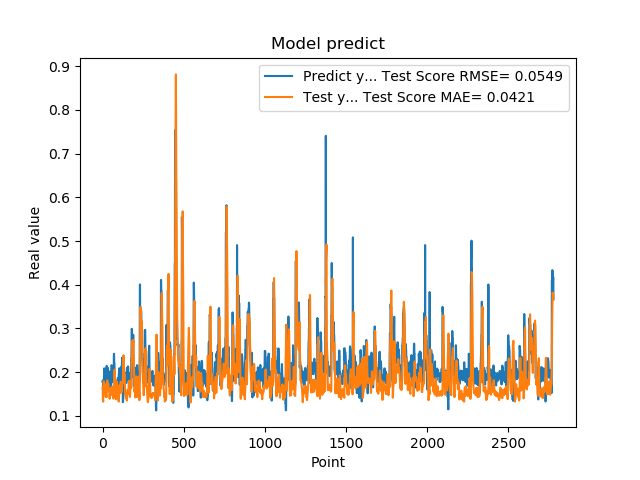 Model predict
Predict y... Test Score RMSE= 0.0549
Test y... Test Score MAE= 0.0421
0.9
0.8
0.7
0.6
0.5
0.4
0.3
0.2
0.1
Real value
0 500 1000 1500 2000 2500
Point